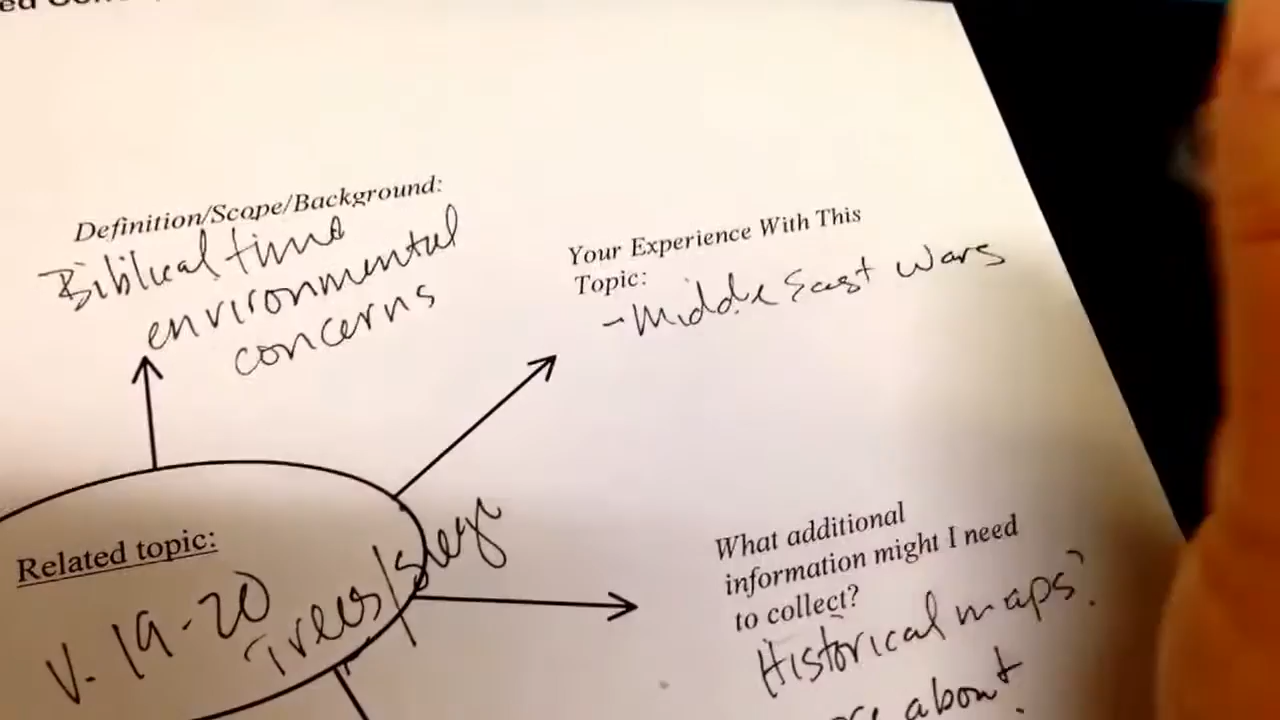 Definition/Scope/Background:
Biblical time
environmental
concerns
Your Experience With This
Topic:
- Middle East wars
Related topic:
V. 19-20
Trees/siege
What additional
information might I need
to collect?
Historical maps?
about